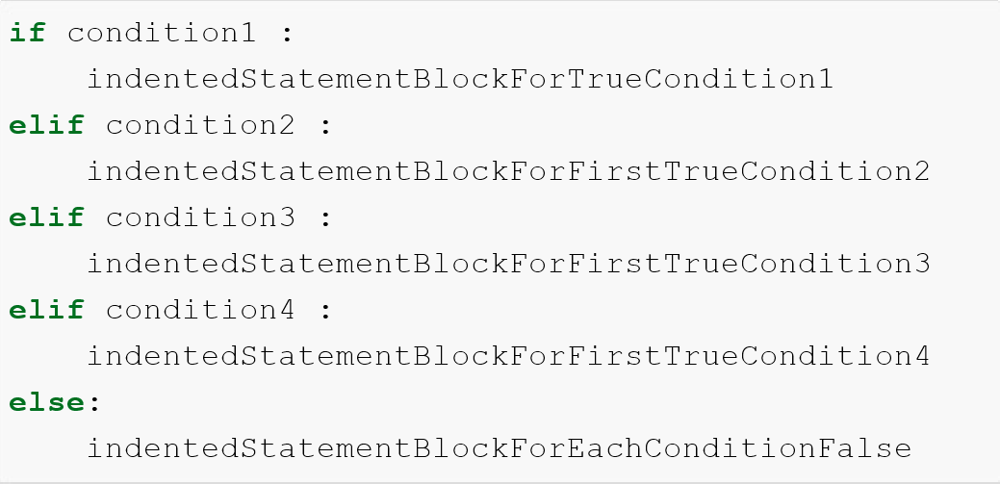 if condition1 :
    indentedStatementBlockForTrueCondition1
elif condition2 :
    indentedStatementBlockForFirstTrueCondition2
elif condition3 :
    indentedStatementBlockForFirstTrueCondition3
elif condition4 :
    indentedStatementBlockForFirstTrueCondition4
else:
    indentedStatementBlockForEachConditionFalse